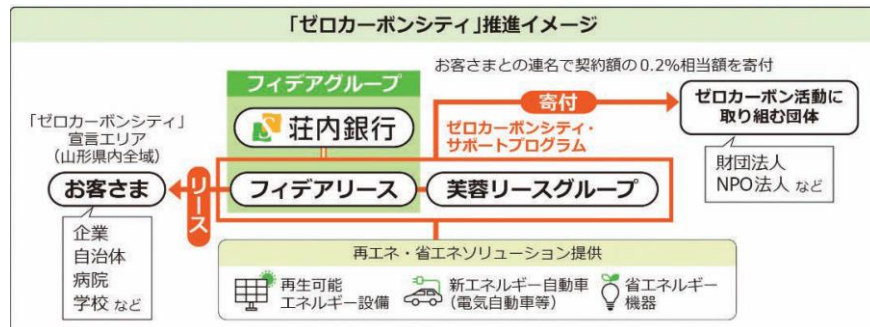 「ゼロカーボンシティ」推進イメージ
お客さまとの連名で契約額の0.2%相当額を寄付
フィデアグループ
寄付
ゼロカーボン活動に
取り組む団体
「ゼロカーボンシティ」
宣言エリア
（山形県内全域）
荘内銀行
ゼロカーボンシティ・
サポートプログラム
財団法人
NPO法人 など
お客さま
リース
フィデアリース
芙蓉リースグループ
企業
自治体
病院
学校 など
再エネ・省エネソリューション提供
再生可能
エネルギー設備
新エネルギー自動車
（電気自動車等）
省エネルギー
機器